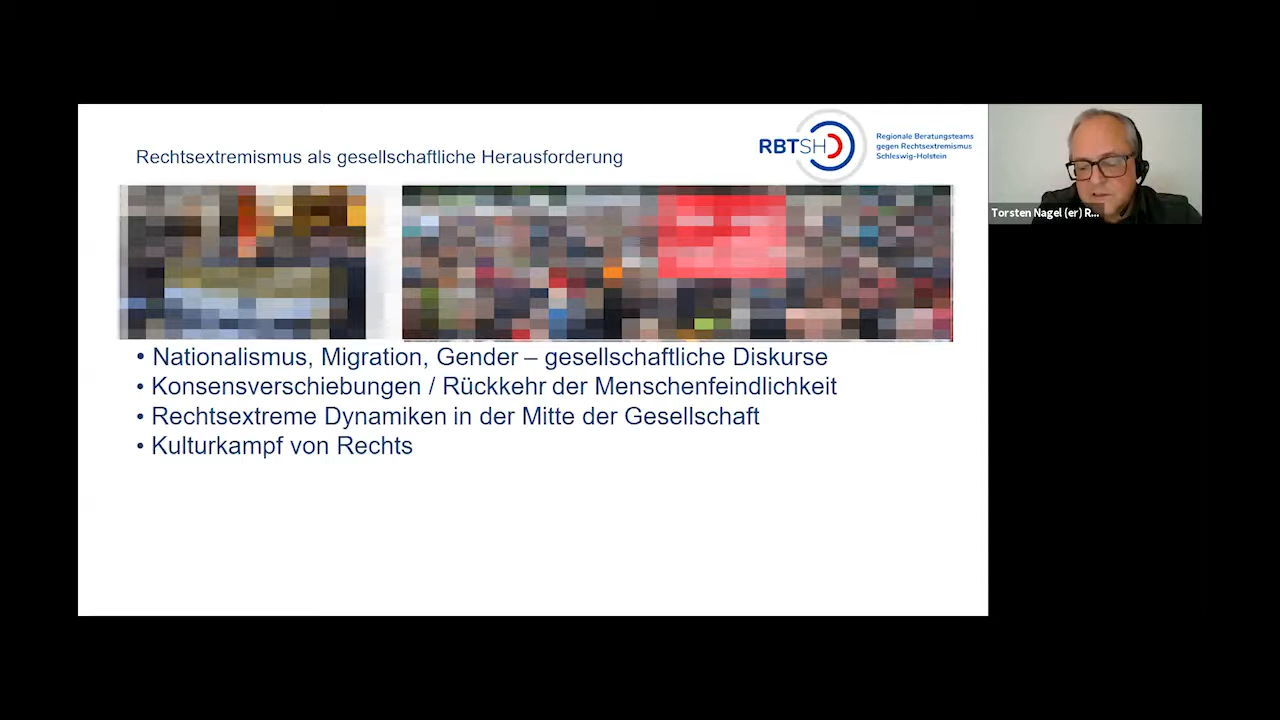 Rechtsextremismus als gesellschaftliche Herausforderung
RBTSH
Regionale Beratungsteams
gegen Rechtsextremismus
Schleswig-Holstein
Torsten Nagel (er) R...
• Nationalismus, Migration, Gender – gesellschaftliche Diskurse
• Konsensverschiebungen / Rückkehr der Menschenfeindlichkeit
• Rechtsextreme Dynamiken in der Mitte der Gesellschaft
• Kulturkampf von Rechts